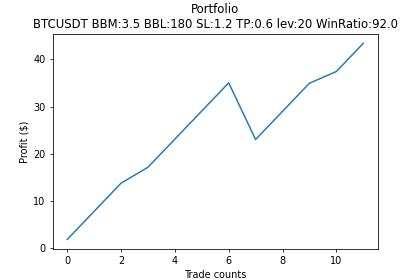 Portfolio
BTCUSDT BBM:3.5 BBL:180 SL:1.2 TP:0.6 lev:20 WinRatio:92.0
40
30
20
10
0
Profit ($)
0 2 4 6 8 10
Trade counts